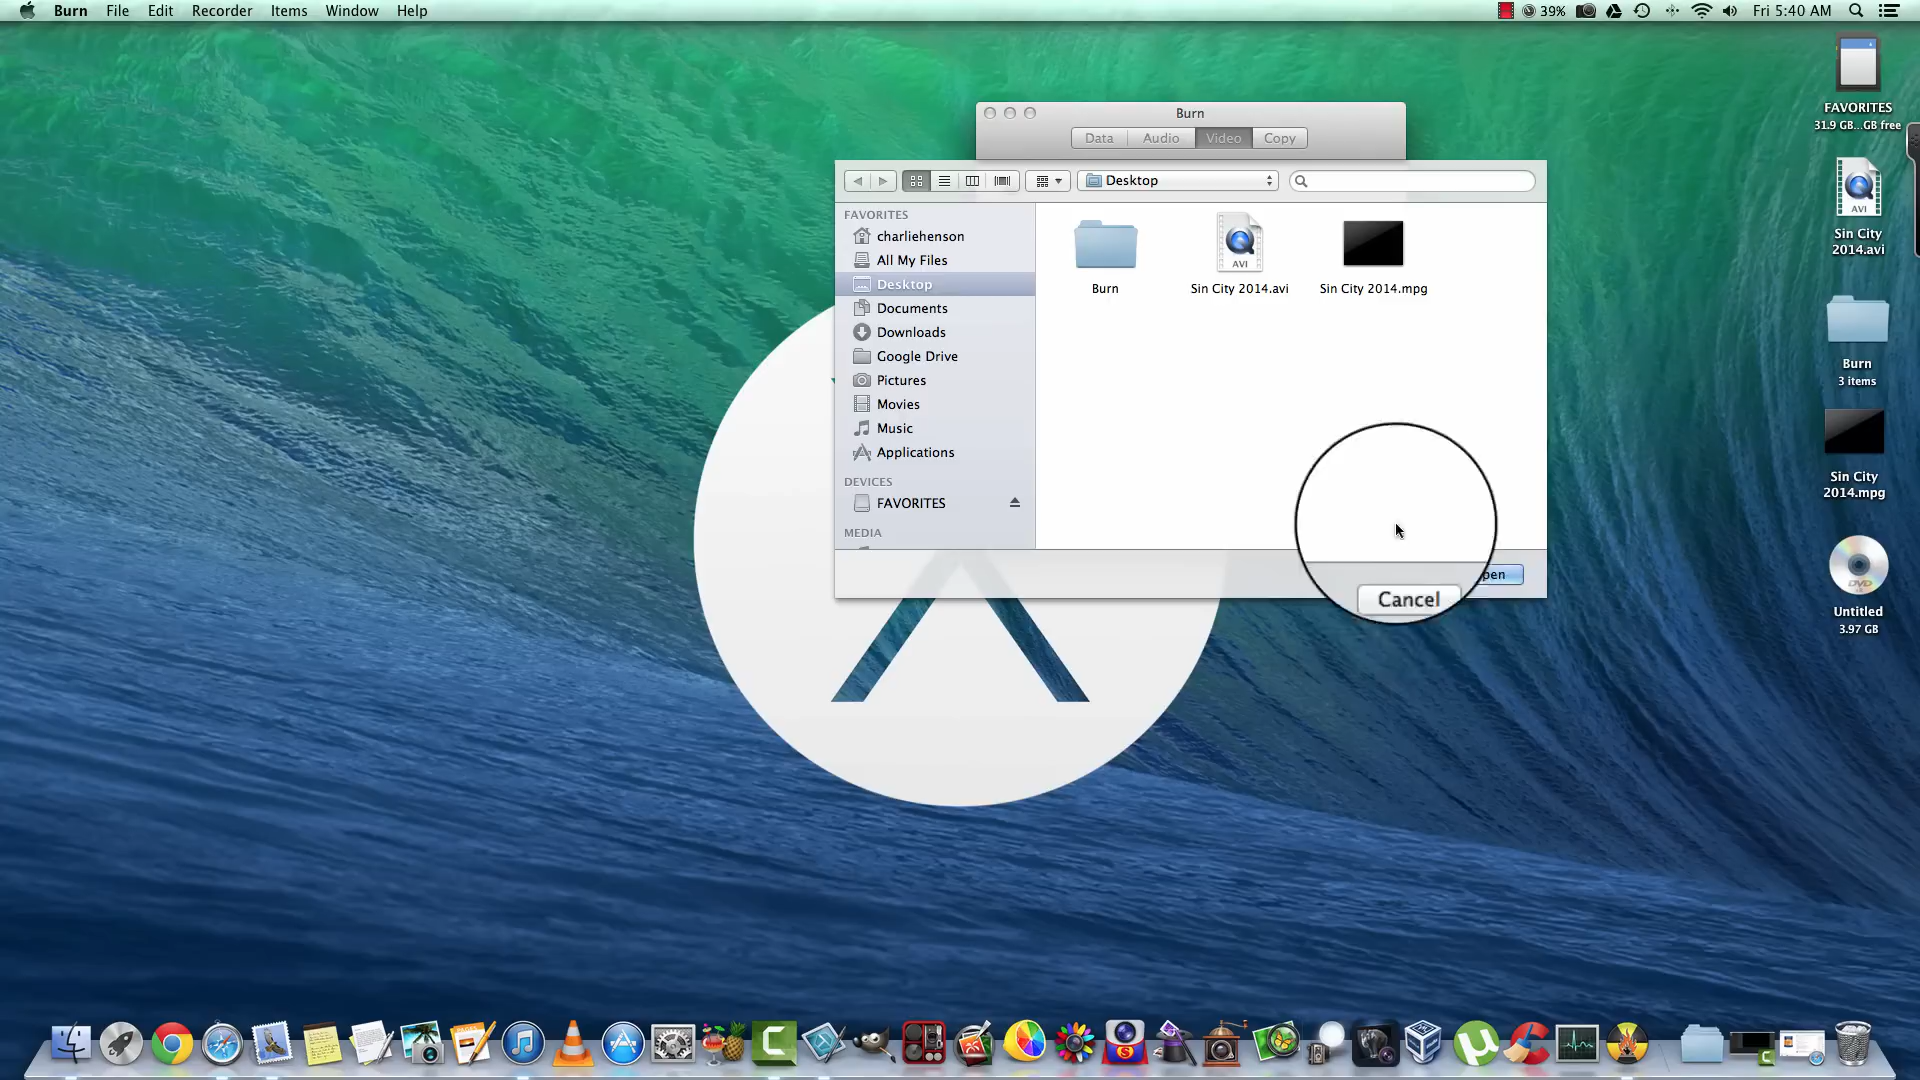 Burn File Edit Recorder Items Window Help
39% Fri 5:40 AM
FAVORITES
31.9 GB...GB free
Burn
Data Audio Video Copy
Desktop
FAVORITES
charliehenson
All My Files
Desktop
Documents
Downloads
Google Drive
Pictures
Movies
Music
Applications
DEVICES
FAVORITES
MEDIA
Burn
AVI
Sin City 2014.avi
Sin City 2014.mpg
Cancel
pen
AVI
Sin City
2014.avi
Burn
3 items
Sin City
2014.mpg
DVD
Untitled
3.97 GB